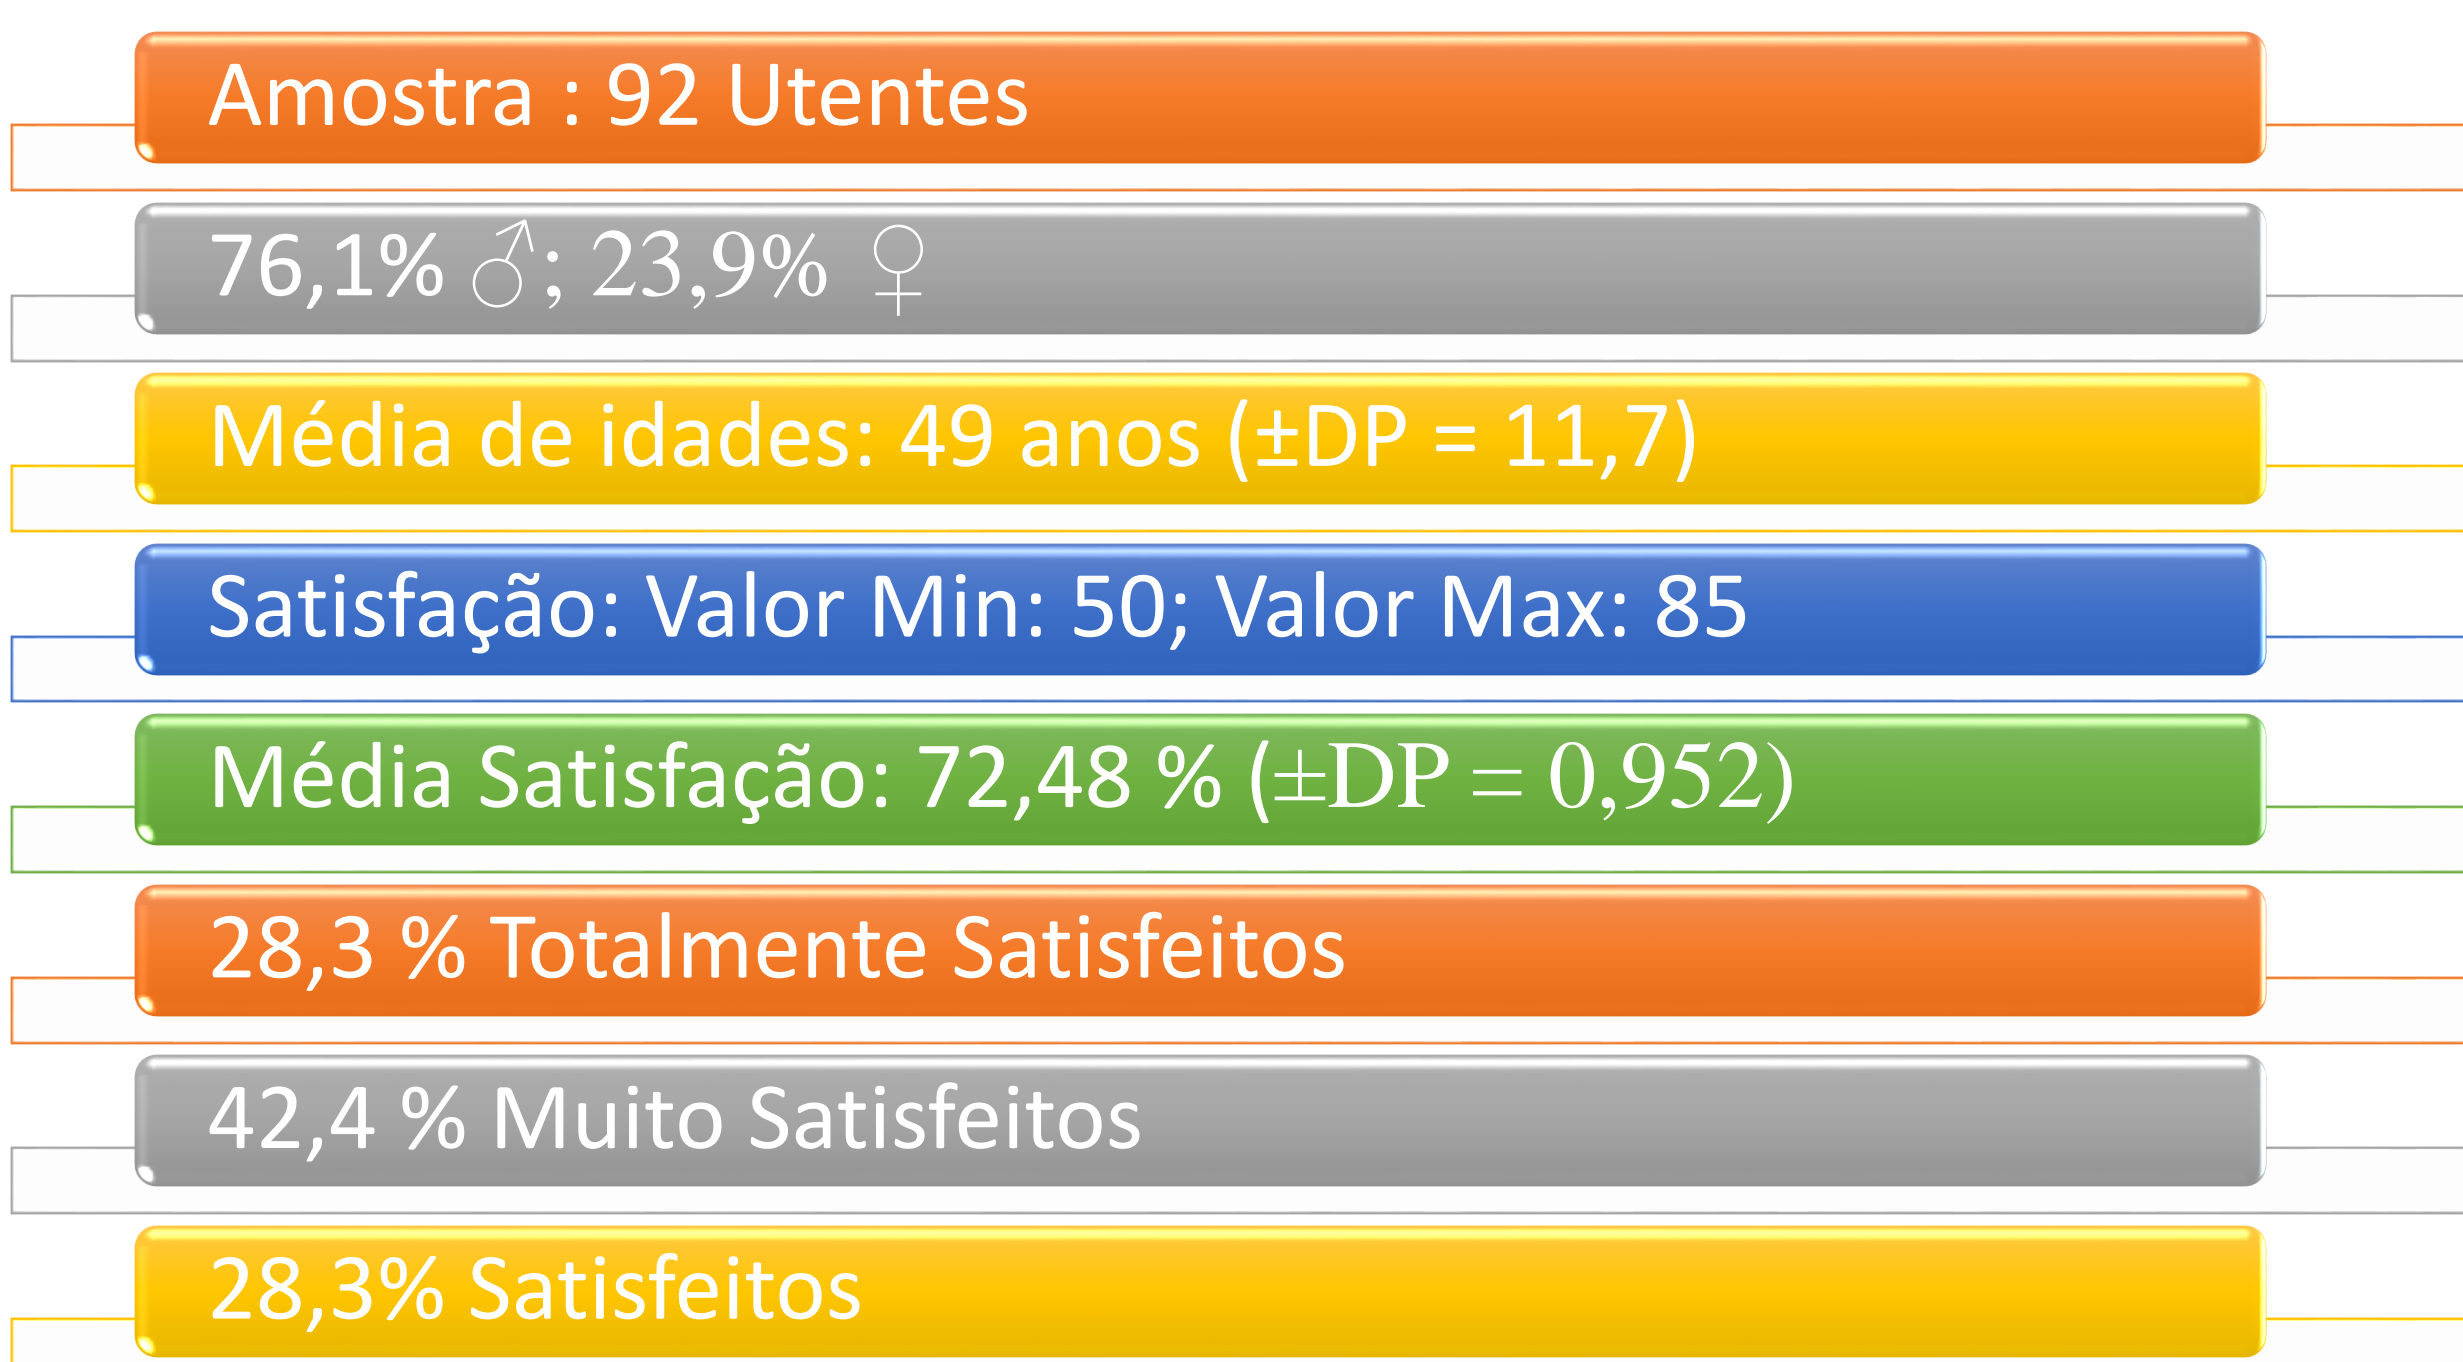 Amostra : 92 Utentes
76,1% ♂; 23,9% ♀
Média de idades: 49 anos (±DP = 11,7)
Satisfação: Valor Min: 50; Valor Max: 85
Média Satisfação: 72,48 % (±DP = 0,952)
28,3 % Totalmente Satisfeitos
42,4 % Muito Satisfeitos
28,3% Satisfeitos